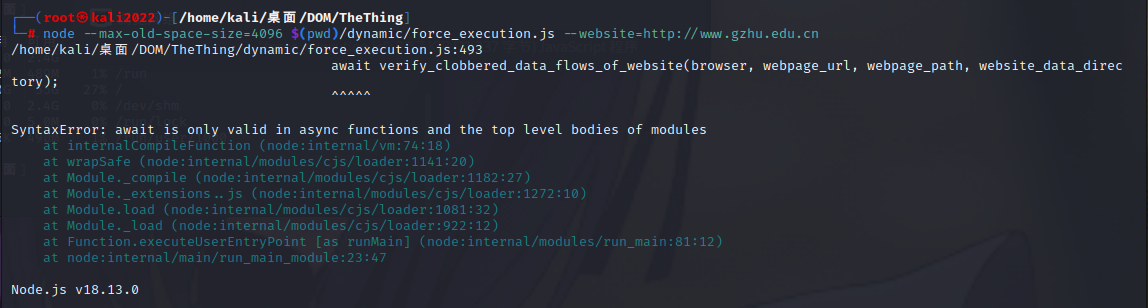 ┌──(root㉿kali2022)-[/home/kali/桌面/DOM/TheThing]
└─# node --max-old-space-size=4096 $(pwd)/dynamic/force_execution.js --website=http://www.gzhu.edu.cn
/home/kali/桌面/DOM/TheThing/dynamic/force_execution.js:493
await verify_clobbered_data_flows_of_website(browser, webpage_url, webpage_path, website_data_direc
tory);
^^^^^
SyntaxError: await is only valid in async functions and the top level bodies of modules
at internalCompileFunction (node:internal/vm:74:18)
at wrapSafe (node:internal/modules/cjs/loader:1141:20)
at Module._compile (node:internal/modules/cjs/loader:1182:27)
at Module._extensions..js (node:internal/modules/cjs/loader:1272:10)
at Module.load (node:internal/modules/cjs/loader:1081:32)
at Module._load (node:internal/modules/cjs/loader:922:12)
at Function.executeUserEntryPoint [as runMain] (node:internal/modules/run_main:81:12)
at node:internal/main/run_main_module:23:47
Node.js v18.13.0